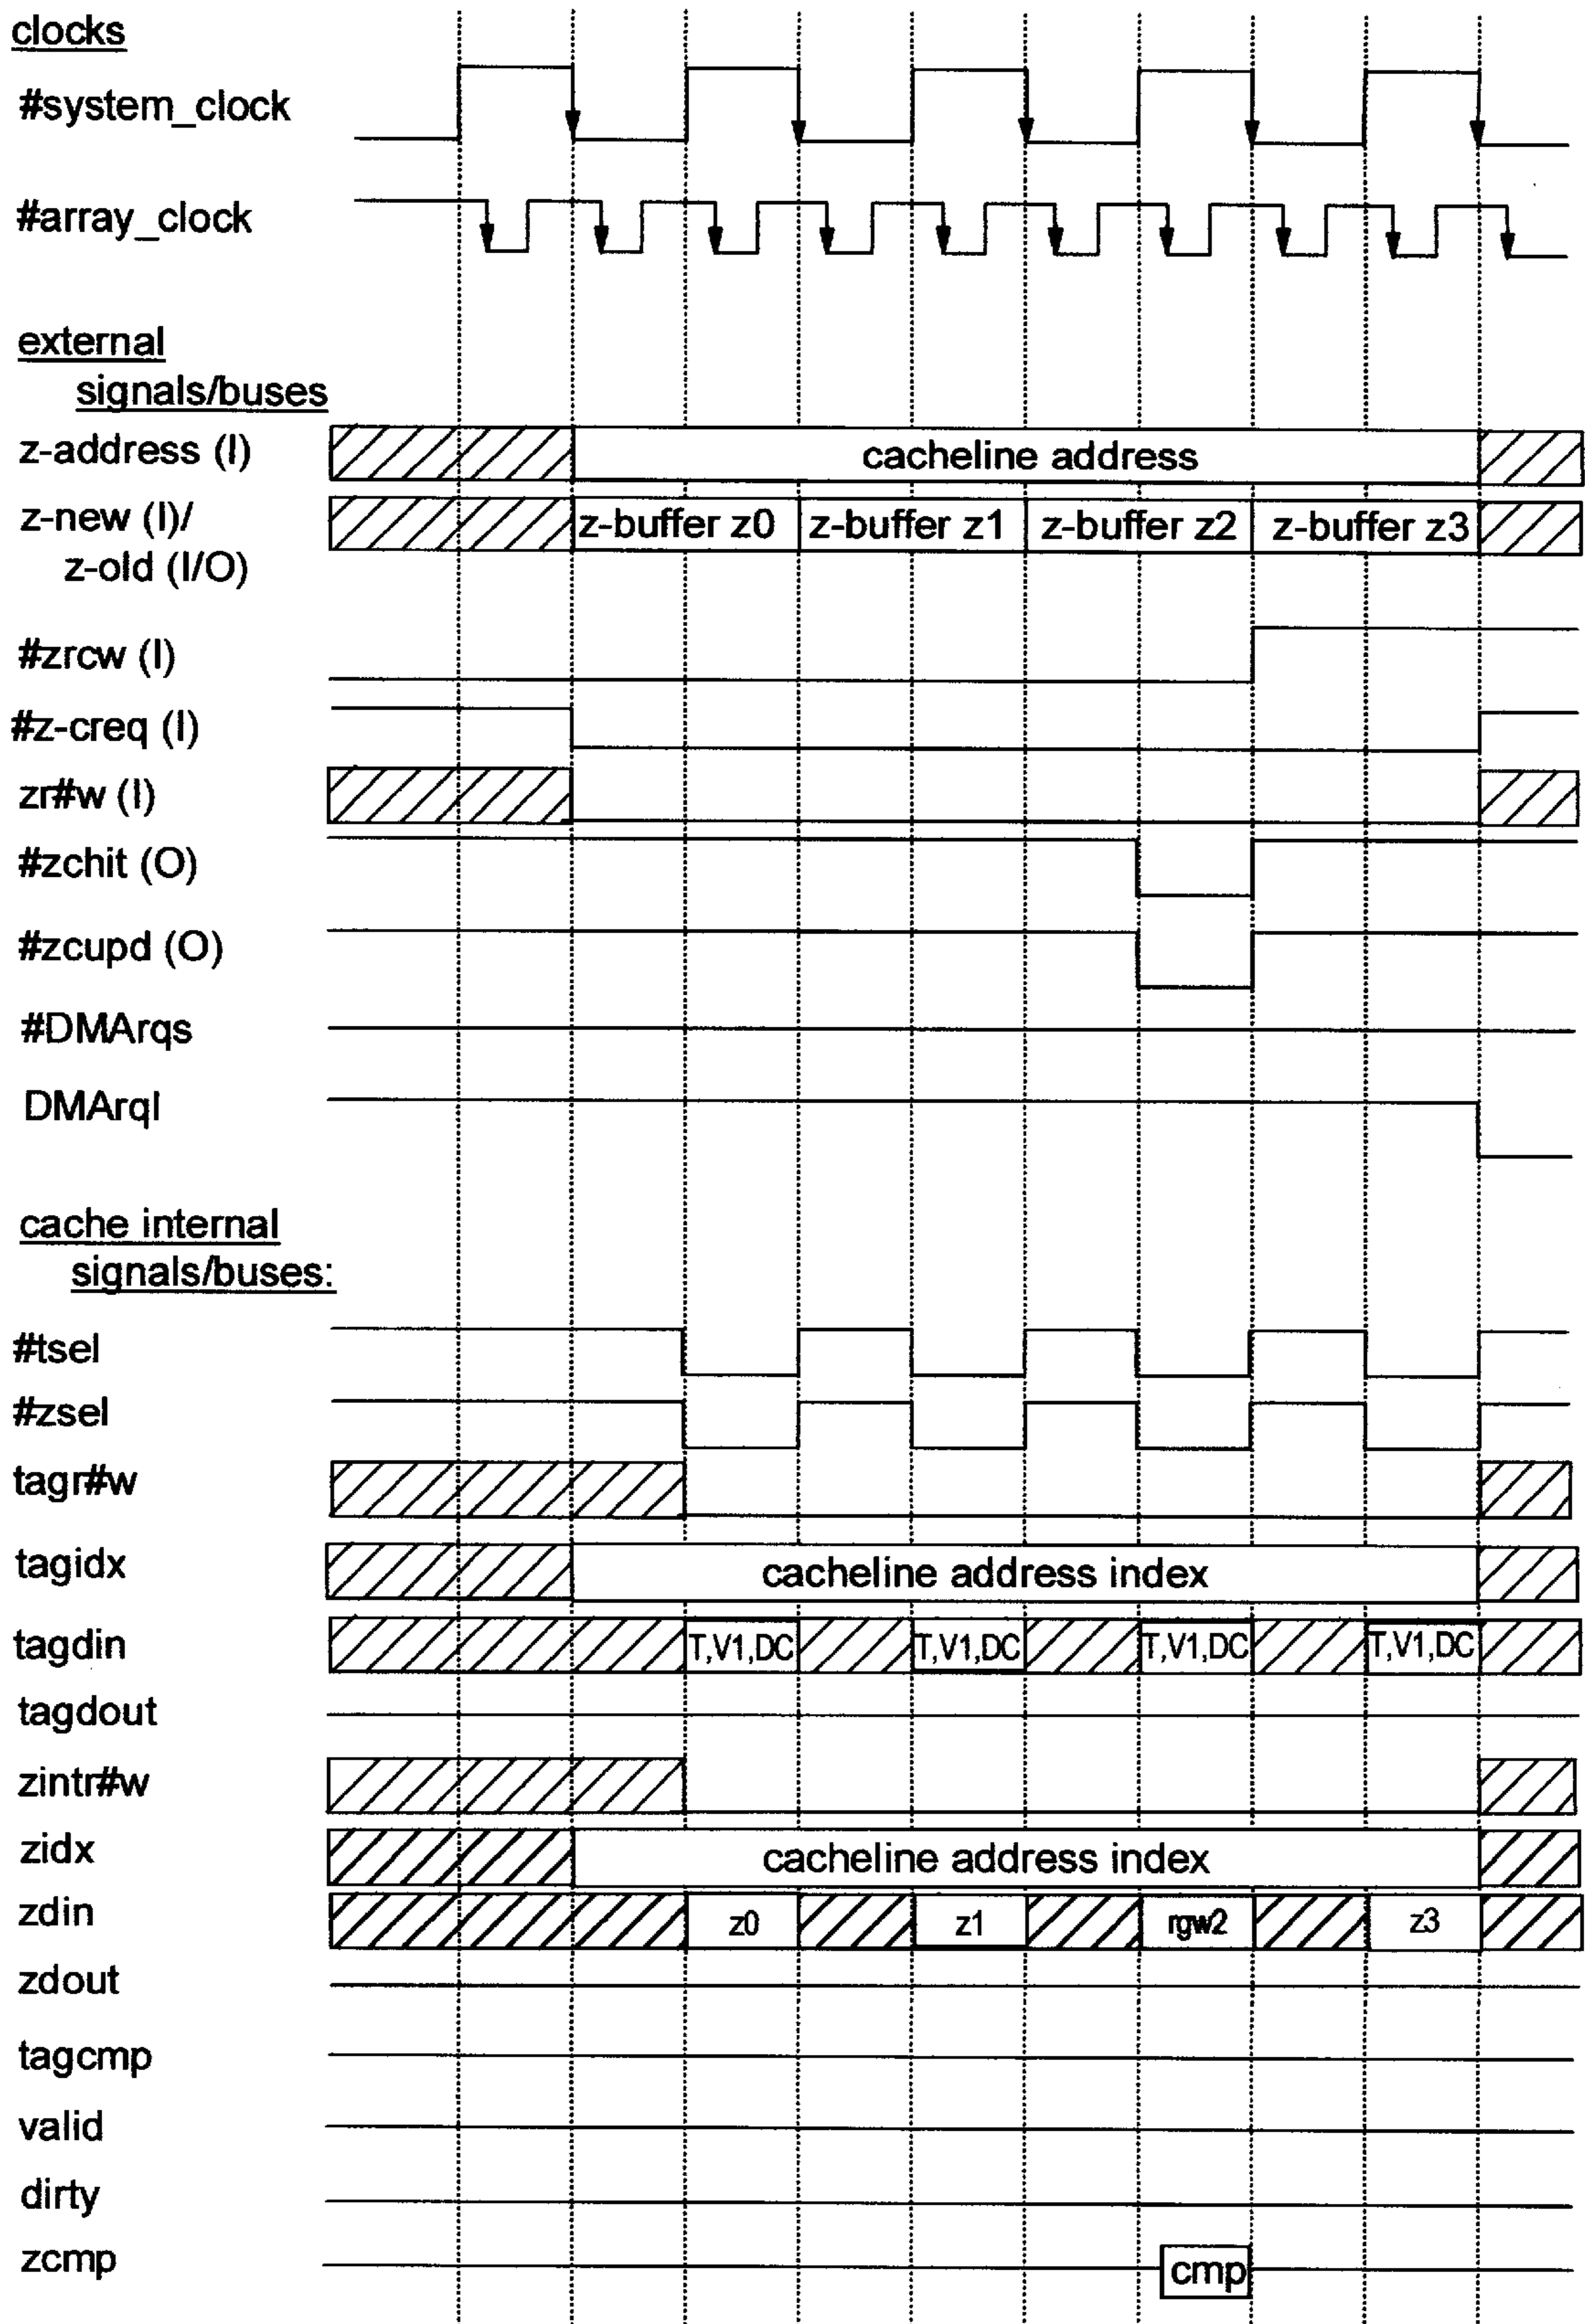 clocks
#system_clock
#array_clock
external
signals/buses
z-address (I)
cacheline address
z-new (I)/
z-old (I/O)
z-buffer z0 z-buffer z1 z-buffer z2 z-buffer z3
#zrcw (I)
#z-creq (I)
zr#w (I)
#zchit (O)
#zcupd (O)
#DMArqs
DMArql
cache internal
signals/buses:
#tsel
#zsel
tagr#w
tagidx cacheline address index
tagdin T,V1,DC T,V1,DC T,V1,DC T,V1,DC
tagdout
zintr#w
zidx cacheline address index
zdin z0 z1 rgw2 z3
zdout
tagcmp
valid
dirty
zcmp cmp